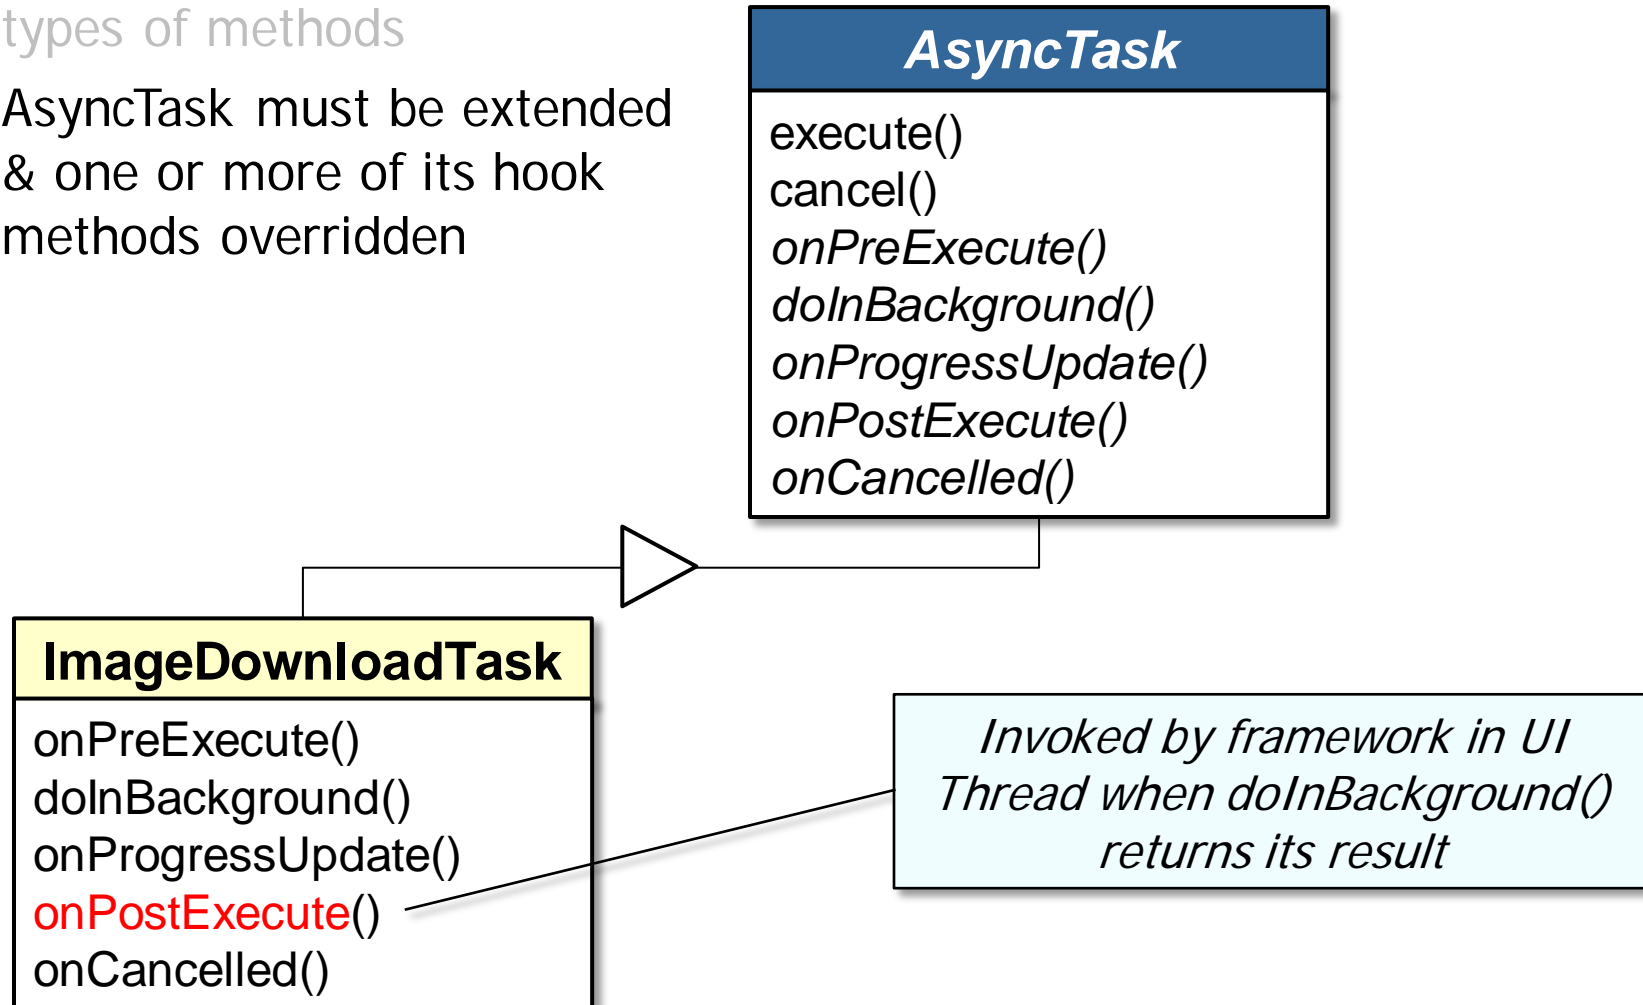 types of methods
AsyncTask must be extended
& one or more of its hook
methods overridden
AsyncTask
execute()
cancel()
onPreExecute()
doInBackground()
onProgressUpdate()
onPostExecute()
onCancelled()
ImageDownloadTask
onPreExecute()
doInBackground()
onProgressUpdate()
onPostExecute()
onCancelled()
Invoked by framework in UI
Thread when doInBackground()
returns its result